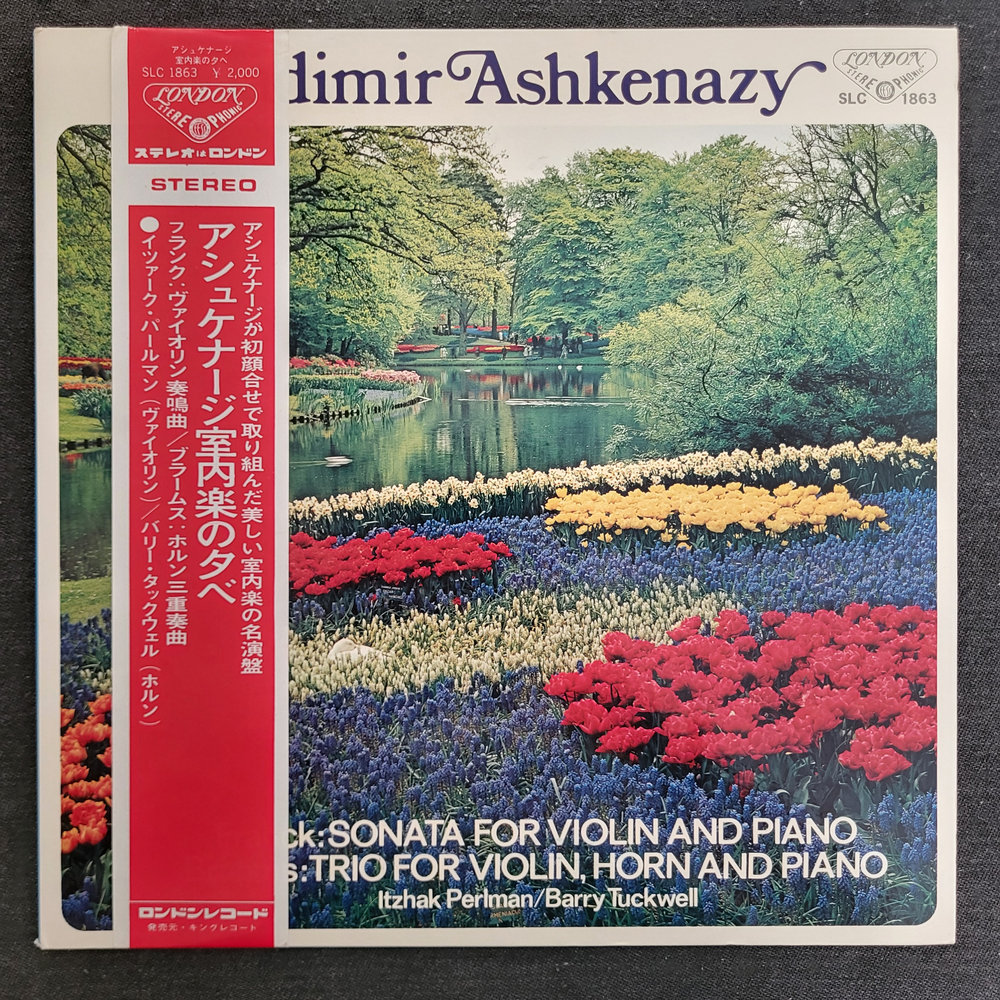 アシュケナージ
室内楽の夕べ
SLC 1863 ¥ 2,000
LONDON
STEREOPHONIC
ステレオはロンドン
STEREO
アシュケナージが初顔合せで取り組んだ美しい室内楽の名演盤
アシュケナージ室内楽の夕べ
フランク:ヴァイオリン奏鳴曲/ブラームス:ホルン三重奏曲
●イツァーク・パールマン(ヴァイオリン)/バリー・タックウェル(ホルン)
ロンドンレコード
発売元・キングレコード
dimir Ashkenazy
LONDON
STEREOPHONIC
SLC 1863
ck:SONATA FOR VIOLIN AND PIANO
s:TRIO FOR VIOLIN, HORN AND PIANO
Itzhak Perlman/Barry Tuckwell